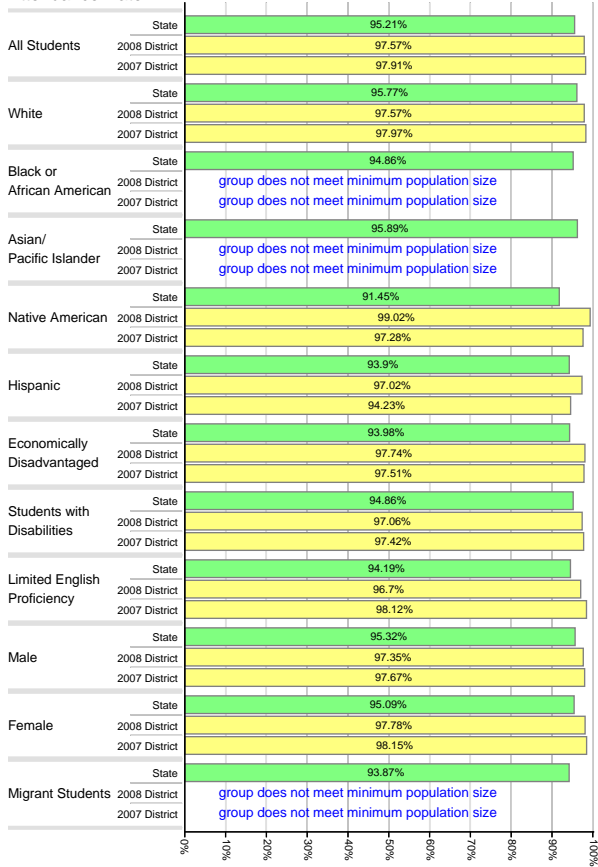 State 95.21%
All Students 2008 District 97.57%
2007 District 97.91%
State 95.77%
White 2008 District 97.57%
2007 District 97.97%
State 94.86%
Black or
African American 2008 District group does not meet minimum population size
2007 District group does not meet minimum population size
State 95.89%
Asian/
Pacific Islander 2008 District group does not meet minimum population size
2007 District group does not meet minimum population size
State 91.45%
Native American 2008 District 99.02%
2007 District 97.28%
State 93.9%
Hispanic 2008 District 97.02%
2007 District 94.23%
State 93.98%
Economically
Disadvantaged 2008 District 97.74%
2007 District 97.51%
State 94.86%
Students with
Disabilities 2008 District 97.06%
2007 District 97.42%
State 94.19%
Limited English
Proficiency 2008 District 96.7%
2007 District 98.12%
State 95.32%
Male 2008 District 97.35%
2007 District 97.67%
State 95.09%
Female 2008 District 97.78%
2007 District 98.15%
State 93.87%
Migrant Students 2008 District group does not meet minimum population size
2007 District group does not meet minimum population size
0% 10% 20% 30% 40% 50% 60% 70% 80% 90% 100%